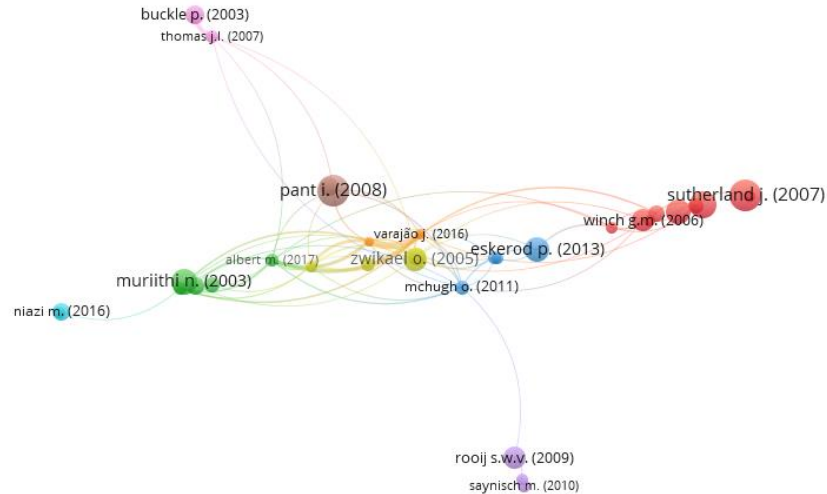 buckle p. (2003)
thomas j.l. (2007)
pant i. (2008)
sutherland j. (2007)
winch g.m. (2006)
varajão j. (2016)
eskerod p. (2013)
zwikael o. (2005)
albert m. (2017)
muriithi n. (2003)
mchugh o. (2011)
niazi m. (2016)
rooij s.w.v. (2009)
saynisch m. (2010)